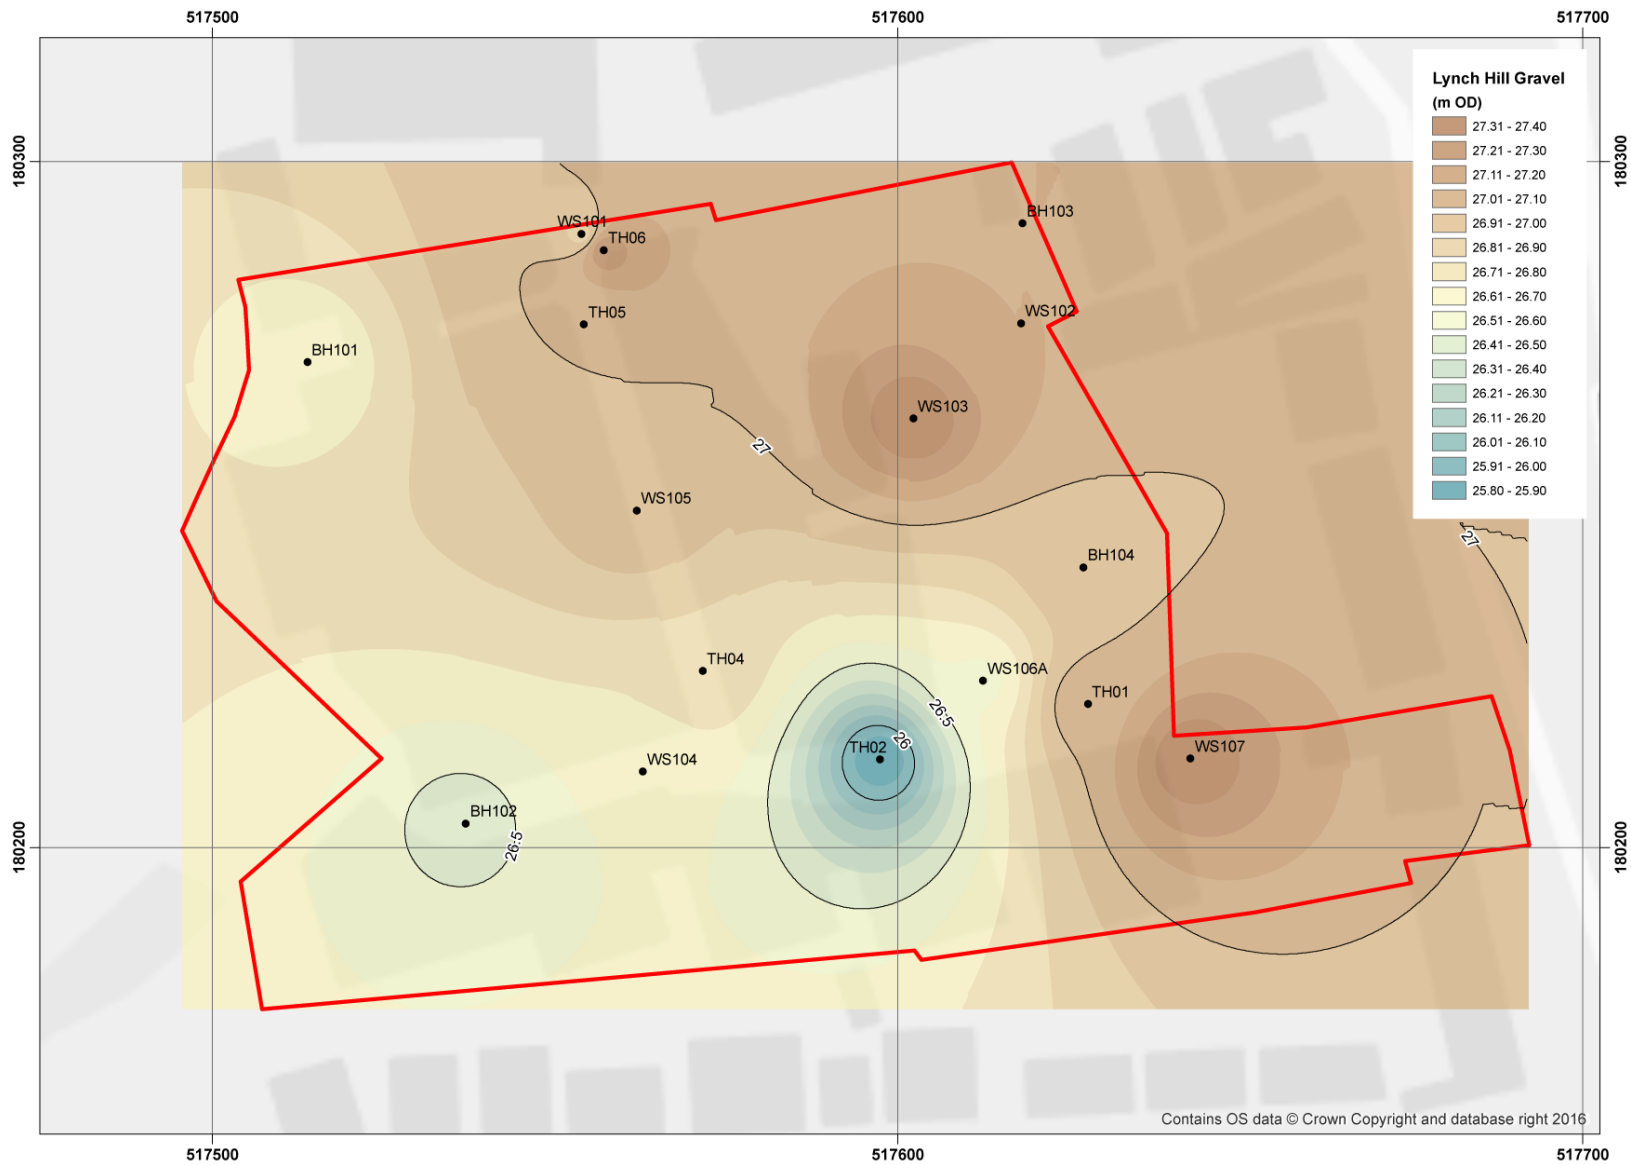 517500
517600
517700
180300
180300
Lynch Hill Gravel
(m OD)
27.31 - 27.40
27.21 - 27.30
27.11 - 27.20
27.01 - 27.10
26.91 - 27.00
26.81 - 26.90
26.71 - 26.80
26.61 - 26.70
26.51 - 26.60
26.41 - 26.50
26.31 - 26.40
26.21 - 26.30
26.11 - 26.20
26.01 - 26.10
25.91 - 26.00
25.80 - 25.90
WS101
TH06
BH103
TH05
WS102
BH101
WS103
27
WS105
27
BH104
TH04
WS106A
TH01
26.5
26
TH02
WS107
WS104
BH102
26.5
180200
180200
Contains OS data © Crown Copyright and database right 2016
517500
517600
517700